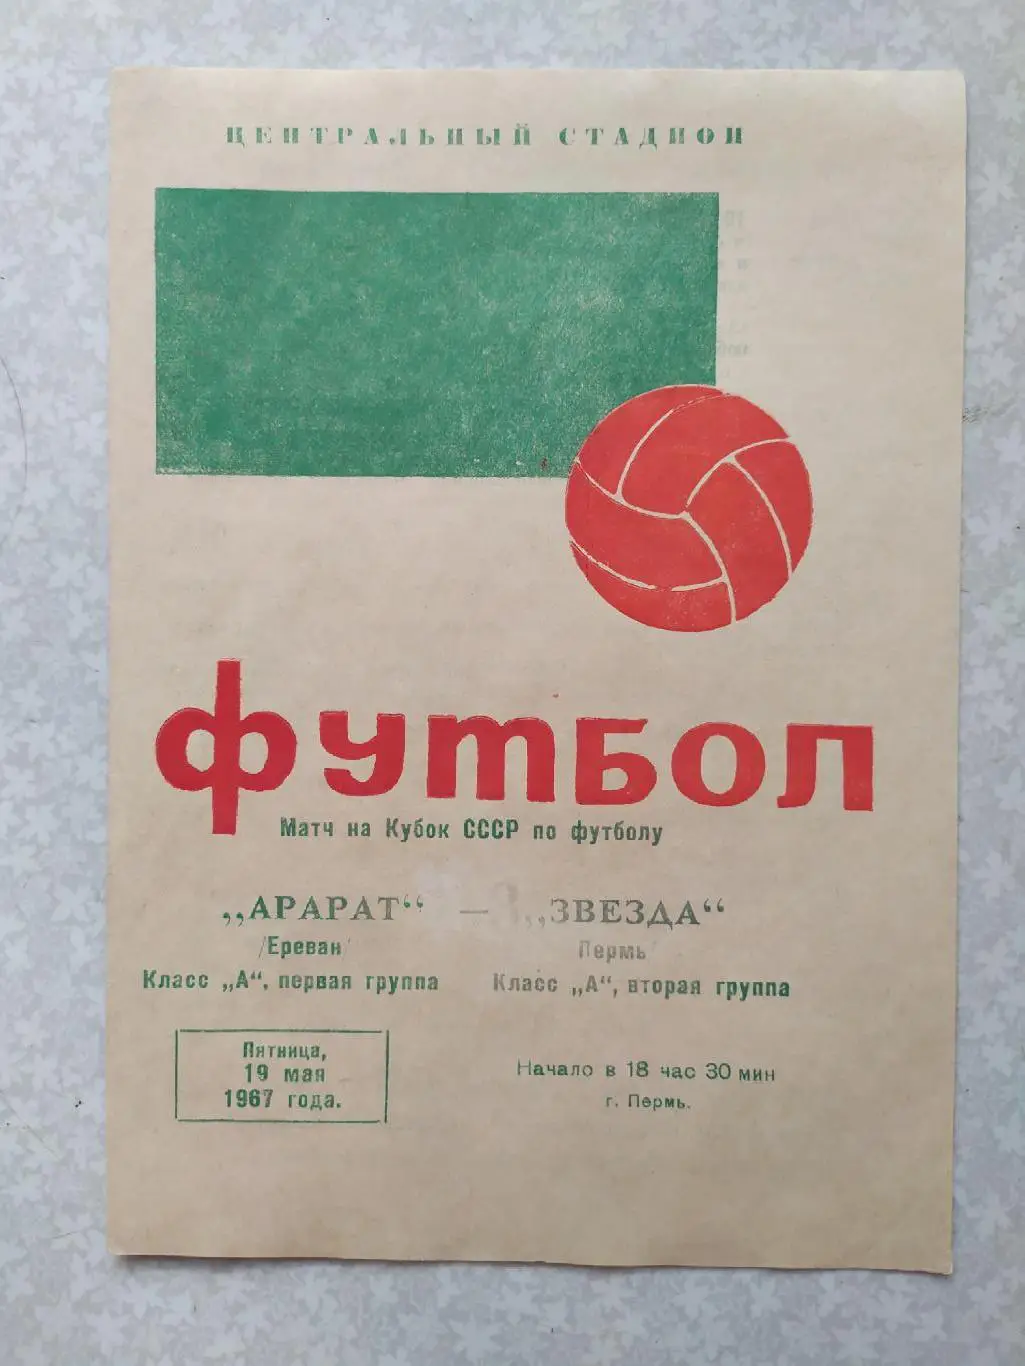 ЦЕНТРАЛЬНЫЙ СТАДИОН
ФУТБОЛ
Матч на Кубок СССР по футболу
„АРАРАТ“ — „ЗВЕЗДА“
/Ереван/ Пермь/
Класс „А“, первая группа Класс „А“, вторая группа
Пятница,
19 мая
1967 года.
Начало в 18 час 30 мин
г. Пермь.